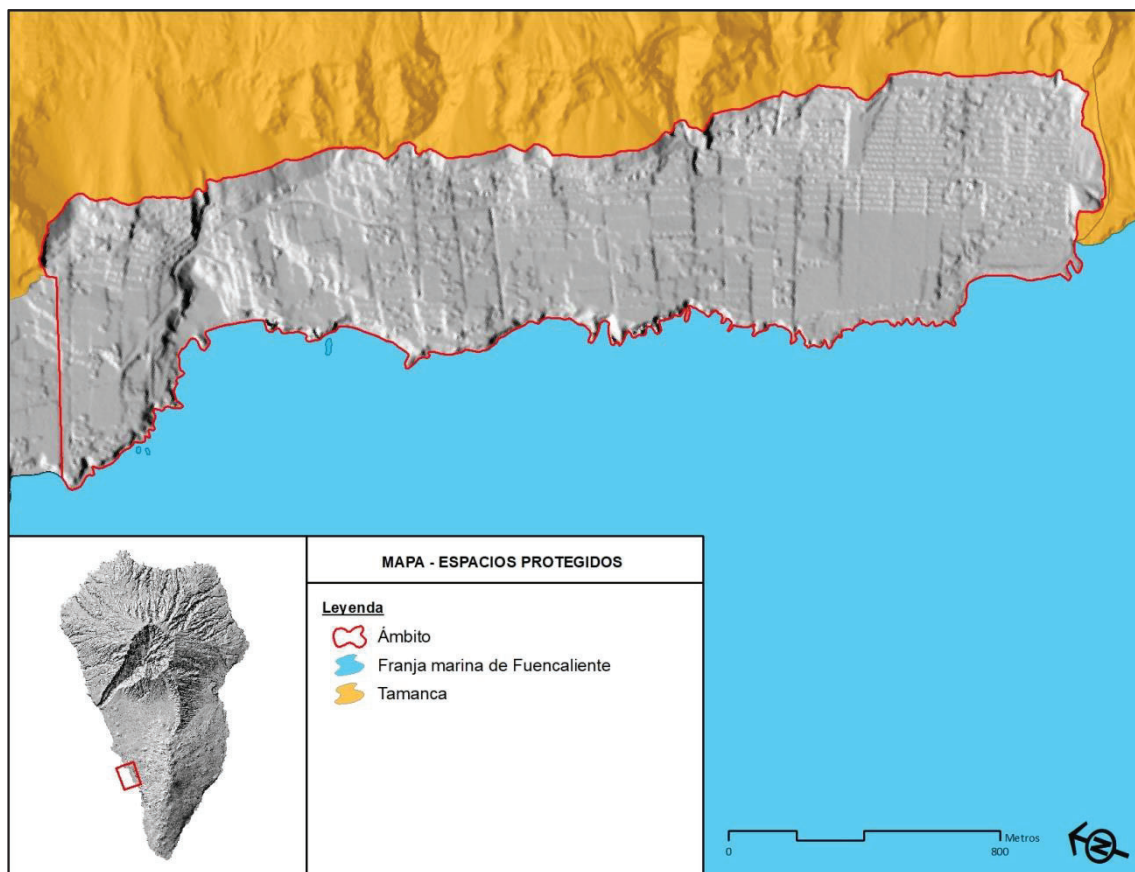 MAPA - ESPACIOS PROTEGIDOS
Leyenda
Ámbito
Franja marina de Fuencaliente
Tamanca
Metros
0
800
N